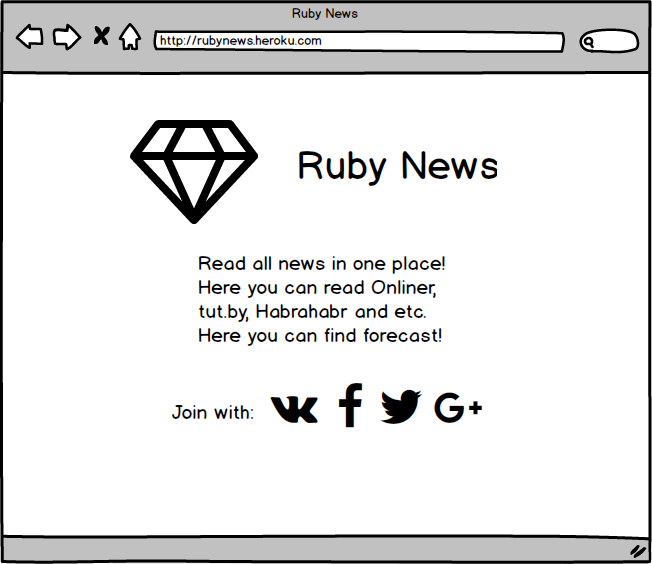 Ruby News
http://rubynews.heroku.com
Ruby News
Read all news in one place!
Here you can read Onliner,
tut.by, Habrahabr and etc.
Here you can find forecast!
Join with: G+